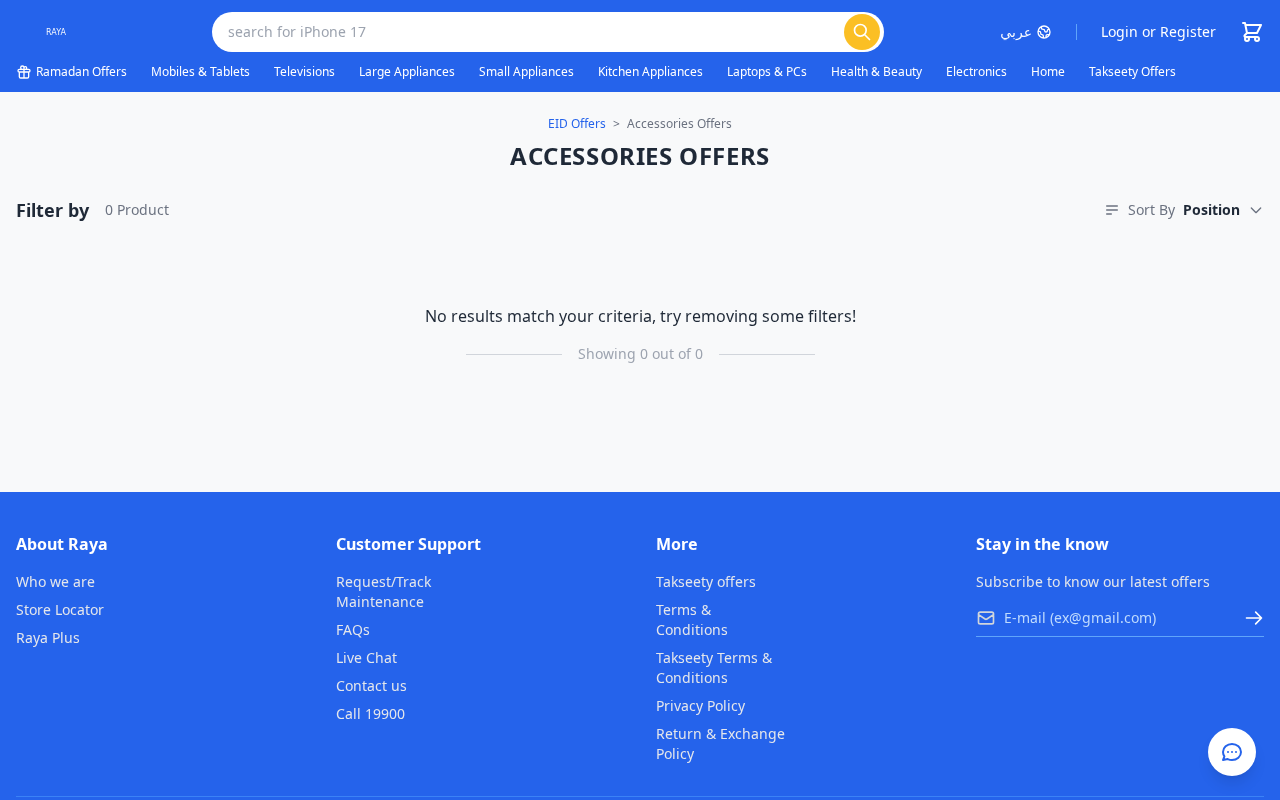 RAYA
search for iPhone 17
عربي
Login or Register
Ramadan Offers
Mobiles & Tablets
Televisions
Large Appliances
Small Appliances
Kitchen Appliances
Laptops & PCs
Health & Beauty
Electronics
Home
Takseety Offers
EID Offers > Accessories Offers
ACCESSORIES OFFERS
Filter by
0 Product
Sort By Position
No results match your criteria, try removing some filters!
Showing 0 out of 0
About Raya
Who we are
Store Locator
Raya Plus
Customer Support
Request/Track
Maintenance
FAQs
Live Chat
Contact us
Call 19900
More
Takseety offers
Terms &
Conditions
Takseety Terms &
Conditions
Privacy Policy
Return & Exchange
Policy
Stay in the know
Subscribe to know our latest offers
E-mail (ex@gmail.com)